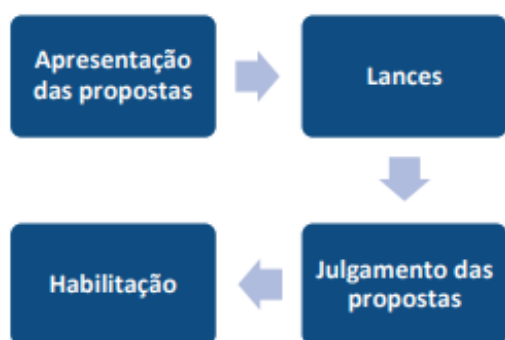 Apresentação
das propostas
Lances
Julgamento das
propostas
Habilitação